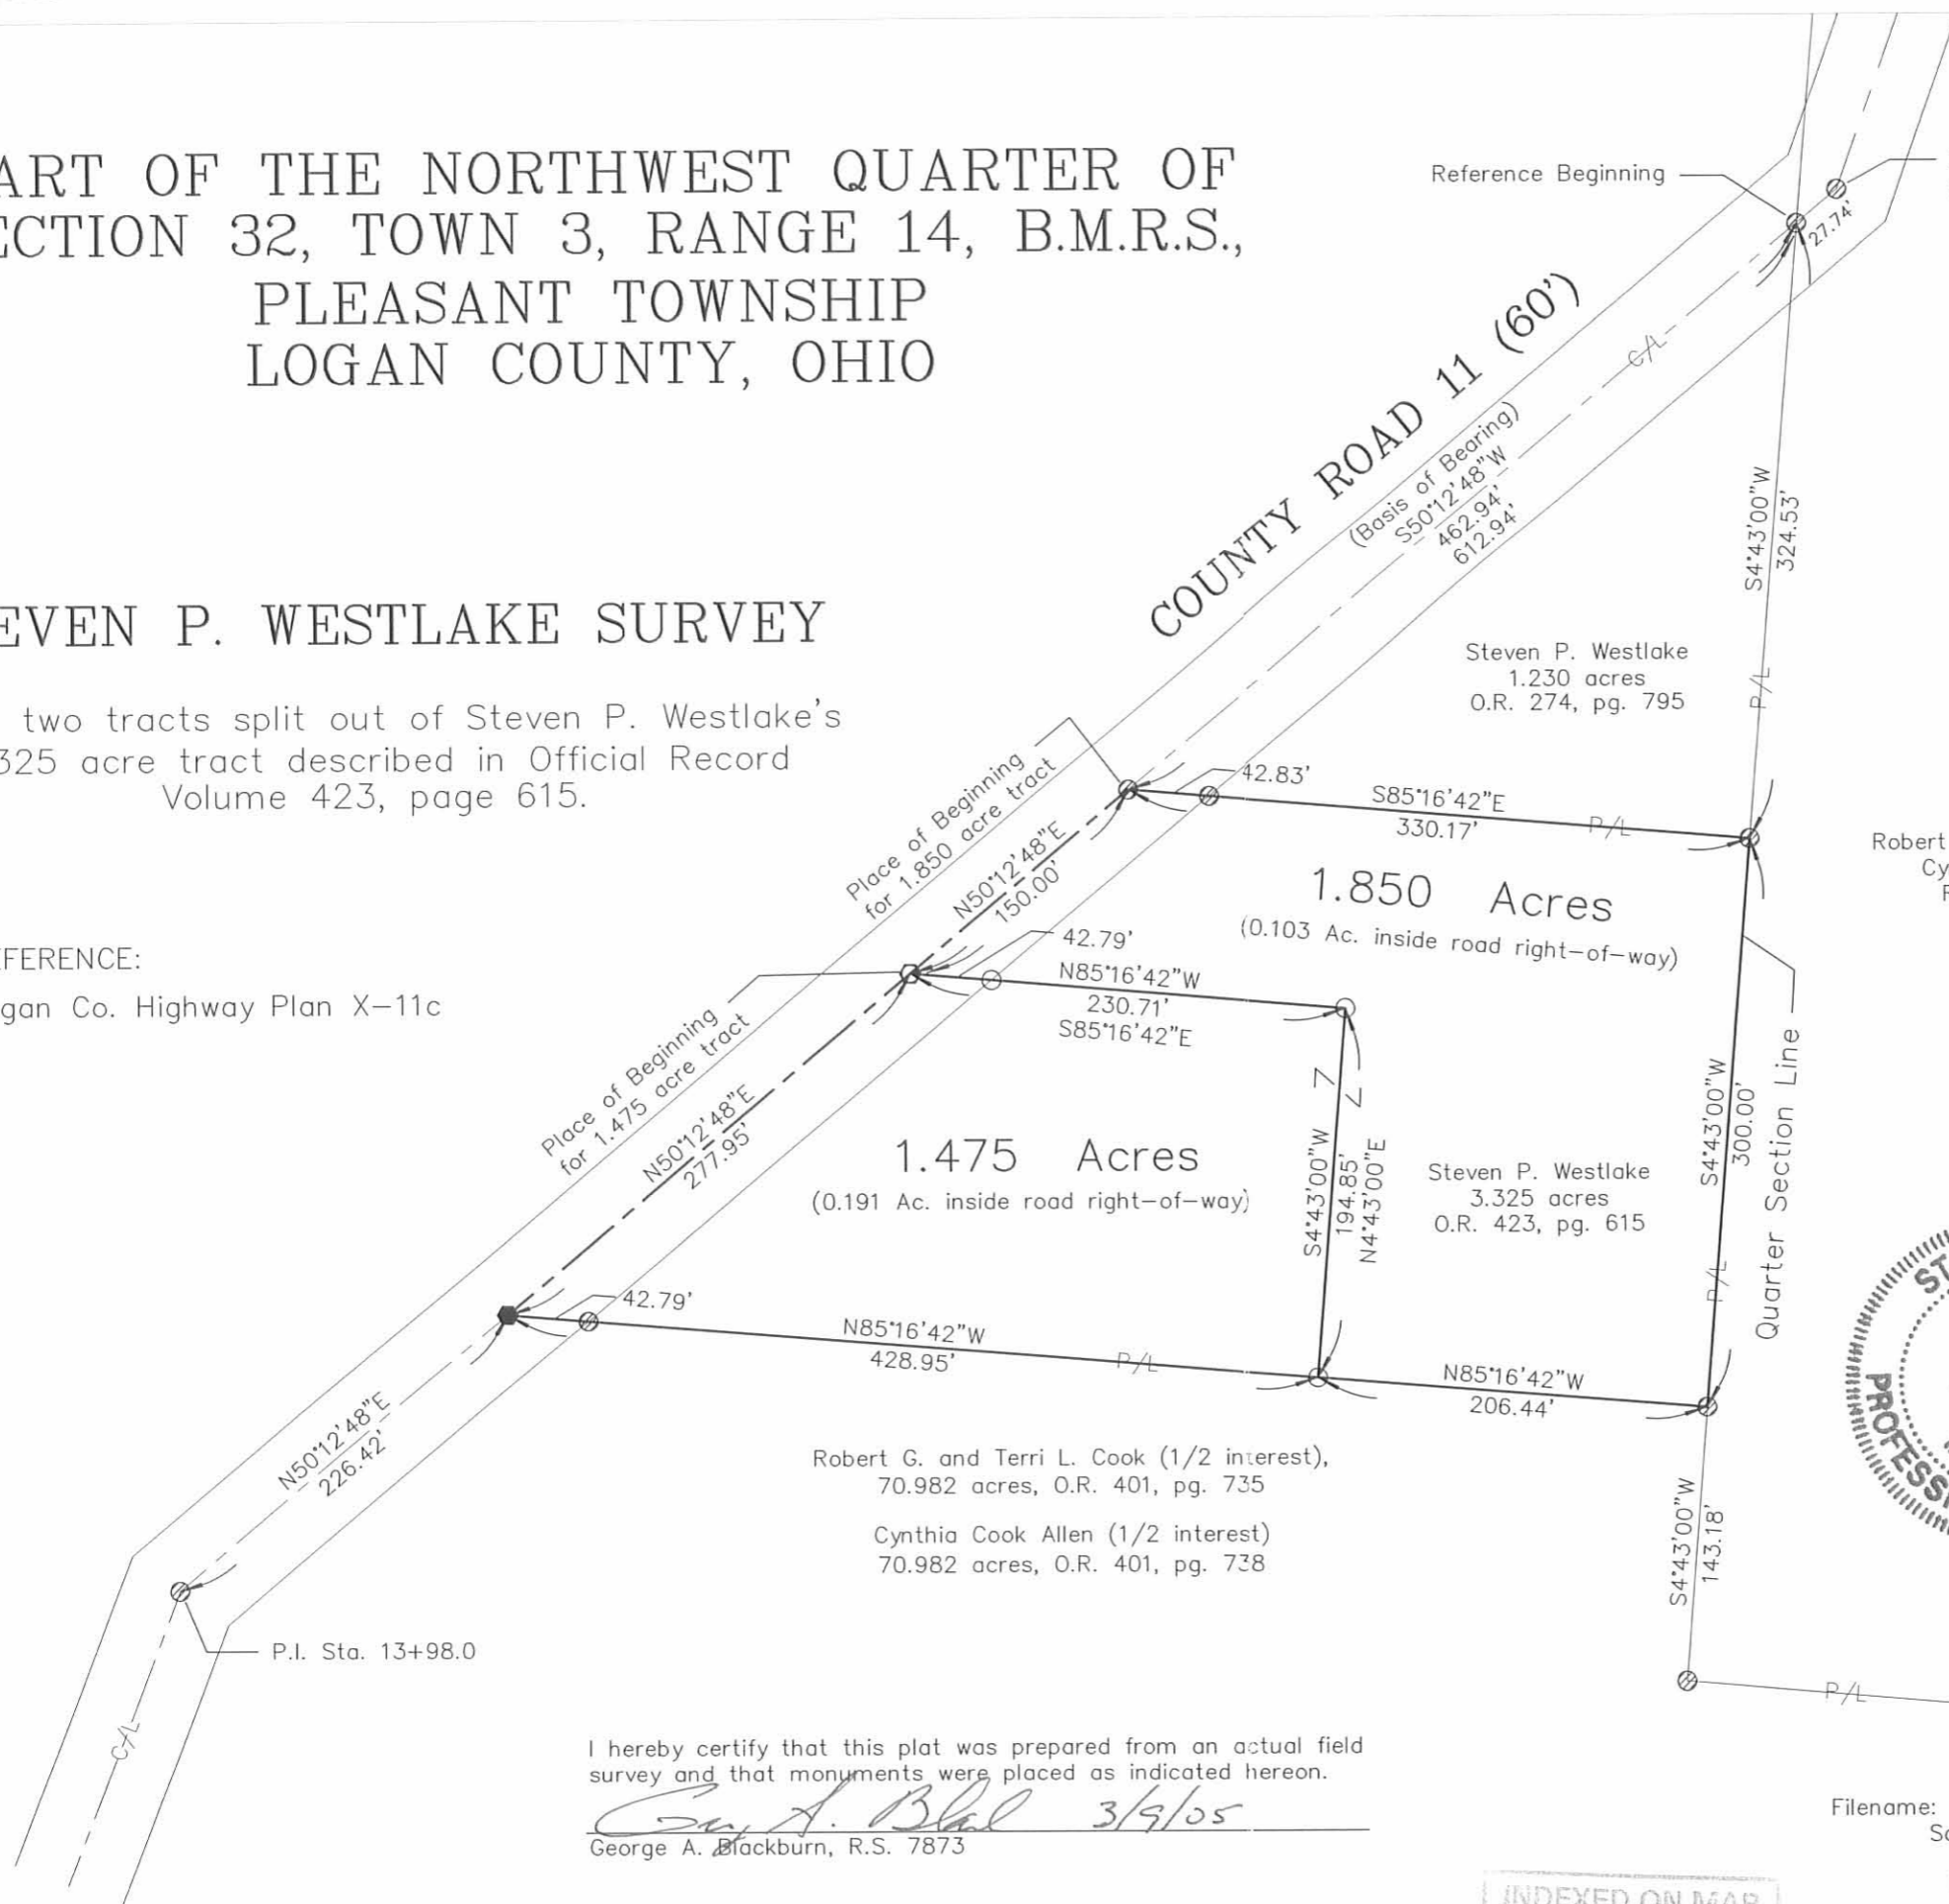 ART OF THE NORTHWEST QUARTER OF
ECTION 32, TOWN 3, RANGE 14, B.M.R.S.,
PLEASANT TOWNSHIP
LOGAN COUNTY, OHIO
Reference Beginning
27.74'
COUNTY ROAD 11 (60')
C/L
(Basis of Bearing)
S50°12'48"W
462.94'
612.94'
S4°43'00"W
324.53'
EVEN P. WESTLAKE SURVEY
two tracts split out of Steven P. Westlake's
325 acre tract described in Official Record
Volume 423, page 615.
Steven P. Westlake
1.230 acres
O.R. 274, pg. 795
P/L
Place of Beginning
for 1.850 acre tract
42.83'
S85°16'42"E
330.17'
P/L
N50°12'48"E
150.00'
Robert
Cy
1.850 Acres
(0.103 Ac. inside road right-of-way)
FERENCE:
gan Co. Highway Plan X-11c
42.79'
N85°16'42"W
230.71'
S85°16'42"E
Place of Beginning
for 1.475 acre tract
N50°12'48"E
277.95'
1.475 Acres
(0.191 Ac. inside road right-of-way)
S4°43'00"W
194.85'
N4°43'00"E
Steven P. Westlake
3.325 acres
O.R. 423, pg. 615
S4°43'00"W
300.00'
P/L
Quarter Section Line
ST
PROFESS
42.79'
N85°16'42"W
428.95'
P/L
N85°16'42"W
206.44'
N50°12'48"E
226.42'
Robert G. and Terri L. Cook (1/2 interest),
70.982 acres, O.R. 401, pg. 735
Cynthia Cook Allen (1/2 interest)
70.982 acres, O.R. 401, pg. 738
S4°43'00"W
143.18'
P.I. Sta. 13+98.0
P/L
C/L
I hereby certify that this plat was prepared from an actual field
survey and that monuments were placed as indicated hereon.
3/9/05
George A. Blackburn, R.S. 7873
Filename:
INDEXED ON MAP